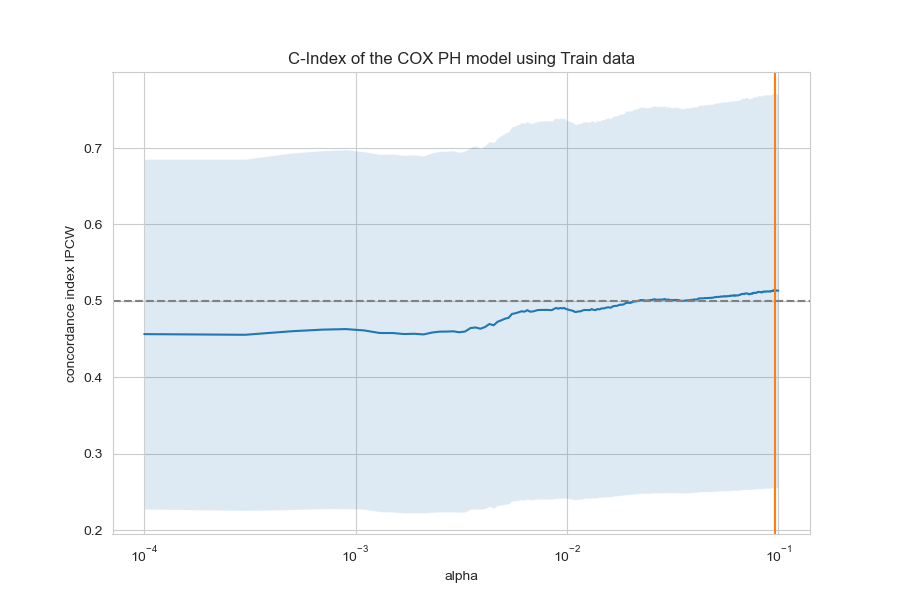 C-Index of the COX PH model using Train data
concordance index IPCW
0.7
0.6
0.5
0.4
0.3
0.2
10⁻⁴ 10⁻³ 10⁻² 10⁻¹
alpha